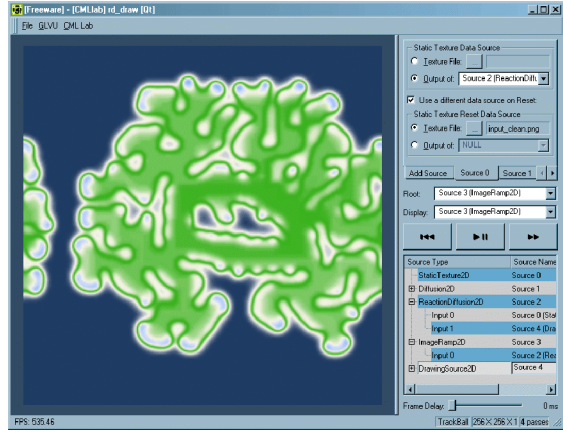 [Freeware] - [CMLlab] rd_draw [Qt]
File GLVU CML Lab
Static Texture Data Source
Texture File: ...
Output of: Source 2 (ReactionDiffu
Use a different data source on Reset:
Static Texture Reset Data Source
Texture File: ... input_clean.png
Output of: NULL
Add Source Source 0 Source 1
Root: Source 3 (ImageRamp2D)
Display: Source 3 (ImageRamp2D)
Source Type Source Name
StaticTexture2D Source 0
Diffusion2D Source 1
ReactionDiffusion2D Source 2
Input 0 Source 0 (Stat
Input 1 Source 4 (Dra
ImageRamp2D Source 3
Input 0 Source 2 (Rea
DrawingSource2D Source 4
Frame Delay: 0 ms
FPS: 535.46 TrackBall 256 X 256 X 1 4 passes